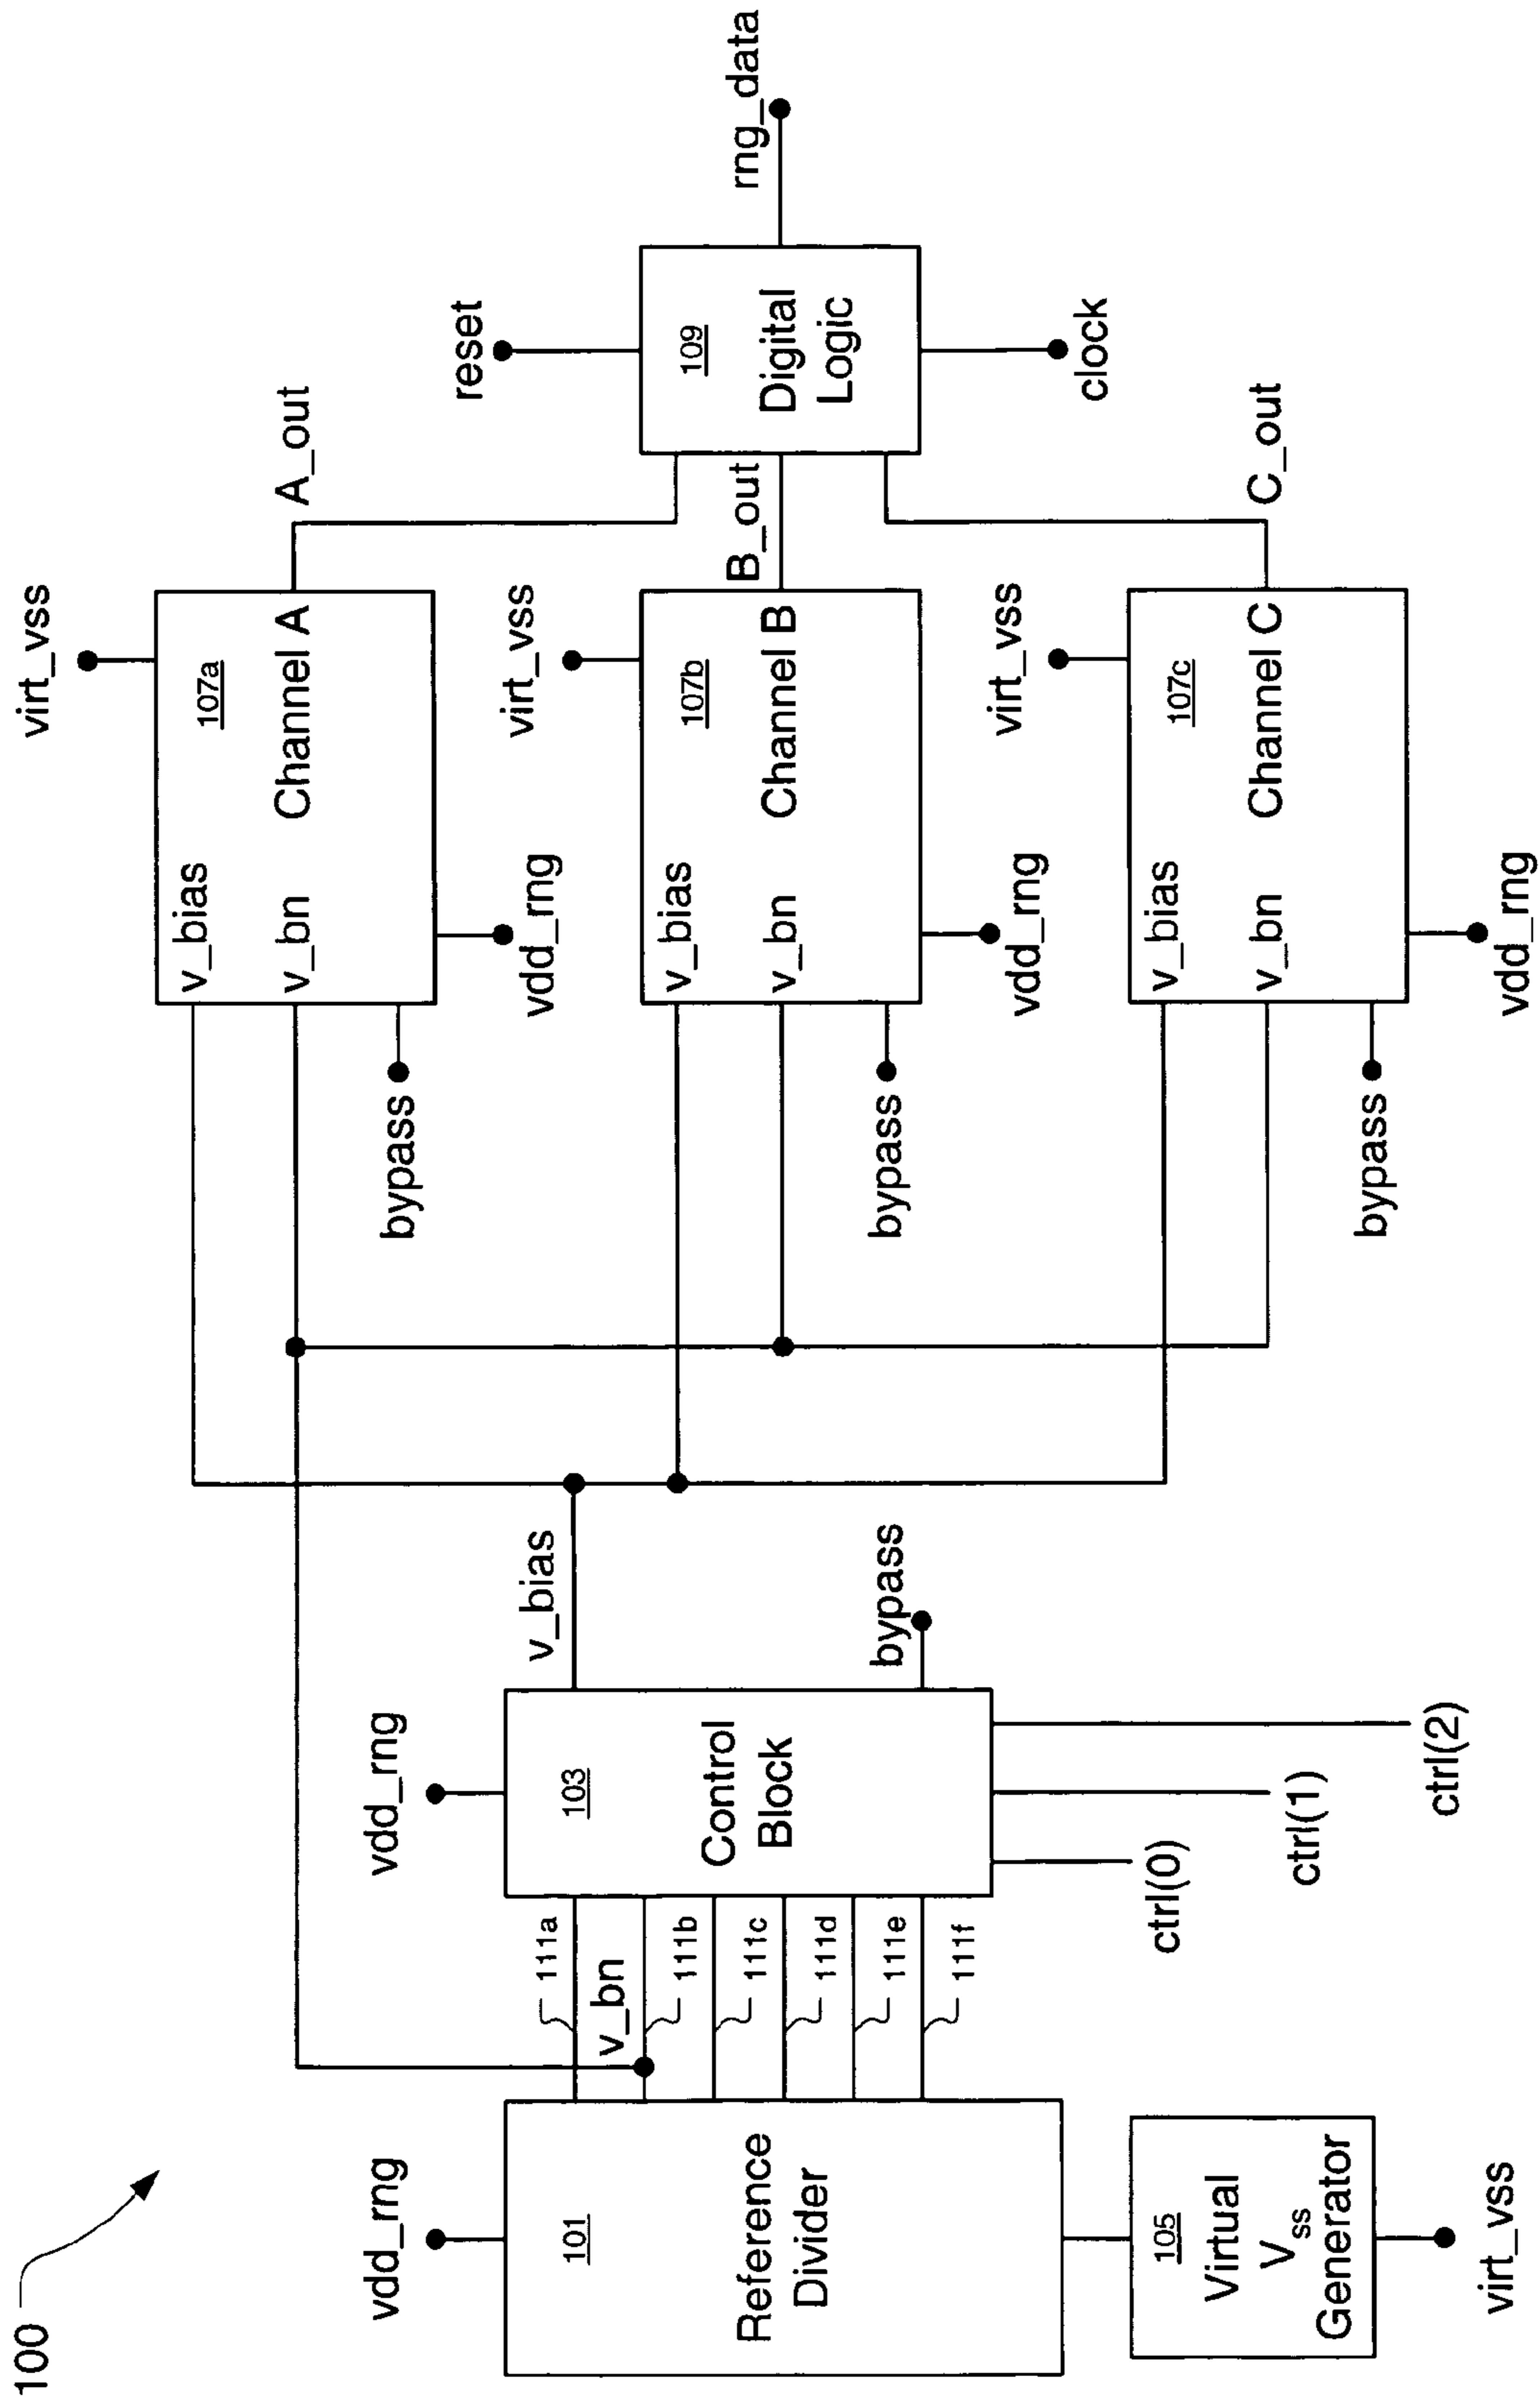 100
vdd_rng
101
Reference
Divider
105
Virtual
Vss
Generator
virt_vss
111a
v_bn
111b
111c
111d
111e
111f
vdd_rng
103
Control
Block
v_bias
bypass
ctrl(0)
ctrl(1)
ctrl(2)
virt_vss
107a
v_bias
v_bn
Channel A
bypass
vdd_rng
A_out
virt_vss
107b
v_bias
v_bn
Channel B
bypass
vdd_rng
B_out
virt_vss
107c
v_bias
v_bn
Channel C
bypass
vdd_rng
C_out
reset
109
Digital
Logic
clock
rng_data